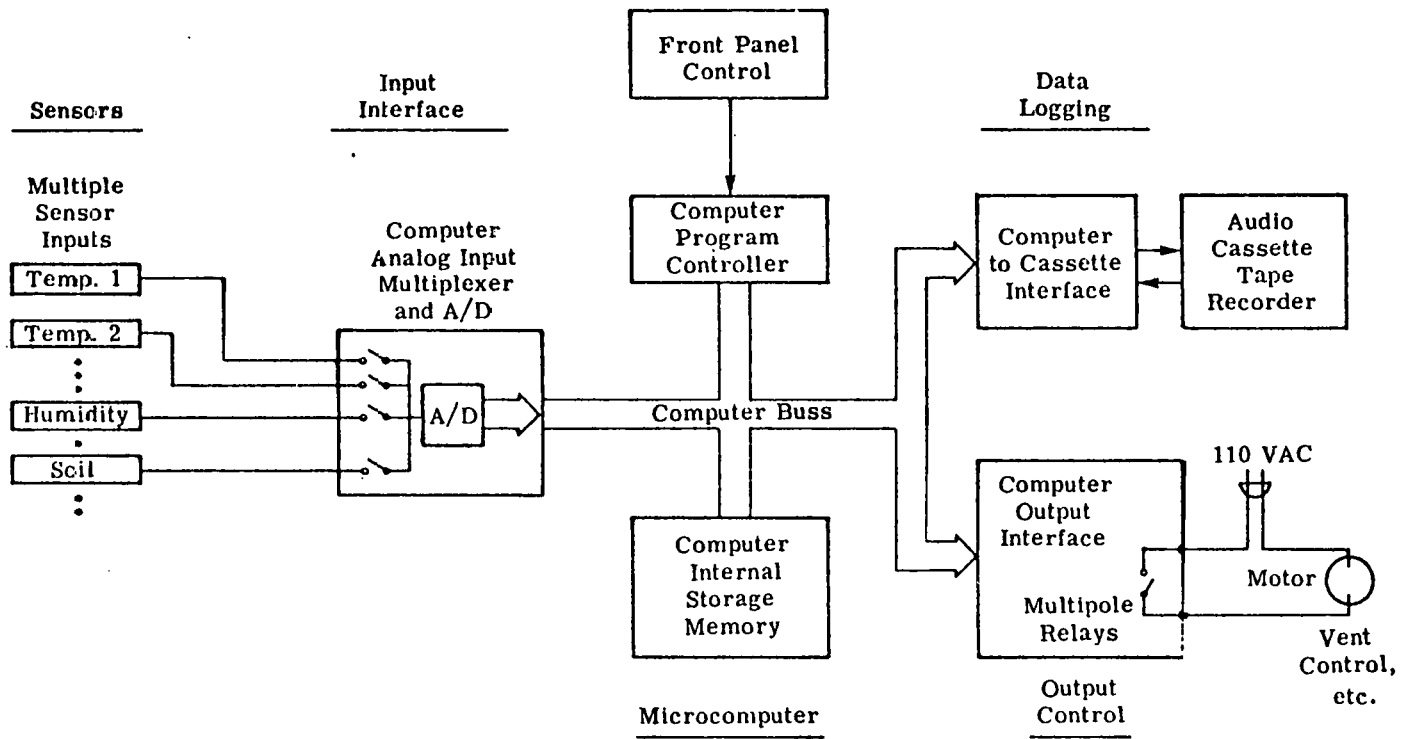 Front Panel
Control
Sensors
Input
Interface
Data
Logging
Multiple
Sensor
Inputs
Temp. 1
Temp. 2
Humidity
Soil
Computer
Analog Input
Multiplexer
and A/D
A/D
Computer
Program
Controller
Computer Buss
Computer
Internal
Storage
Memory
Microcomputer
Computer
to Cassette
Interface
Audio
Cassette
Tape
Recorder
Computer
Output
Interface
Multipole
Relays
110 VAC
Motor
Vent
Control,
etc.
Output
Control